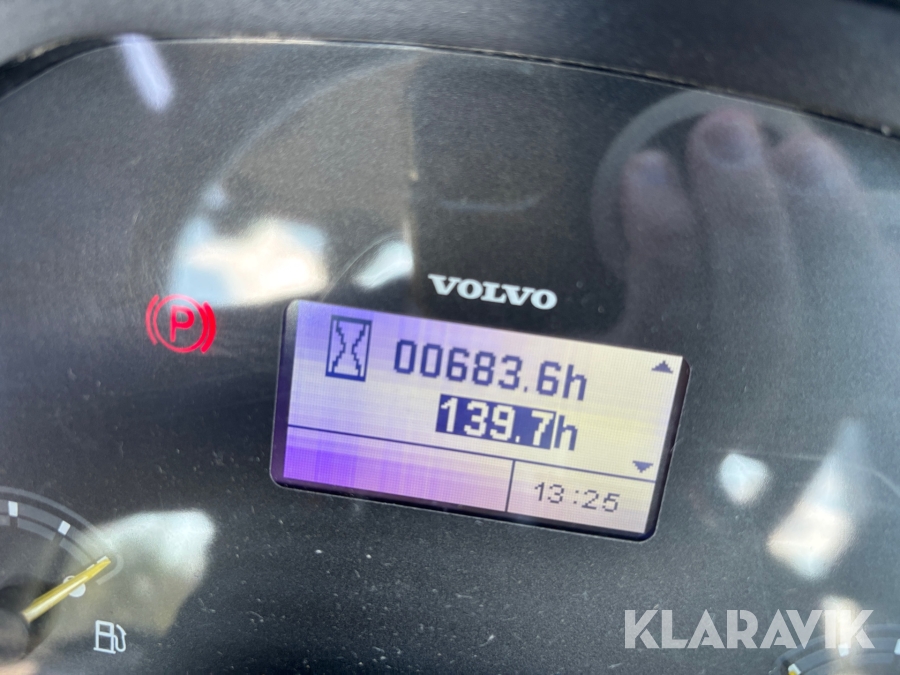 VOLVO
P
00683.6h
139.7h
13:25
KLARAVIK